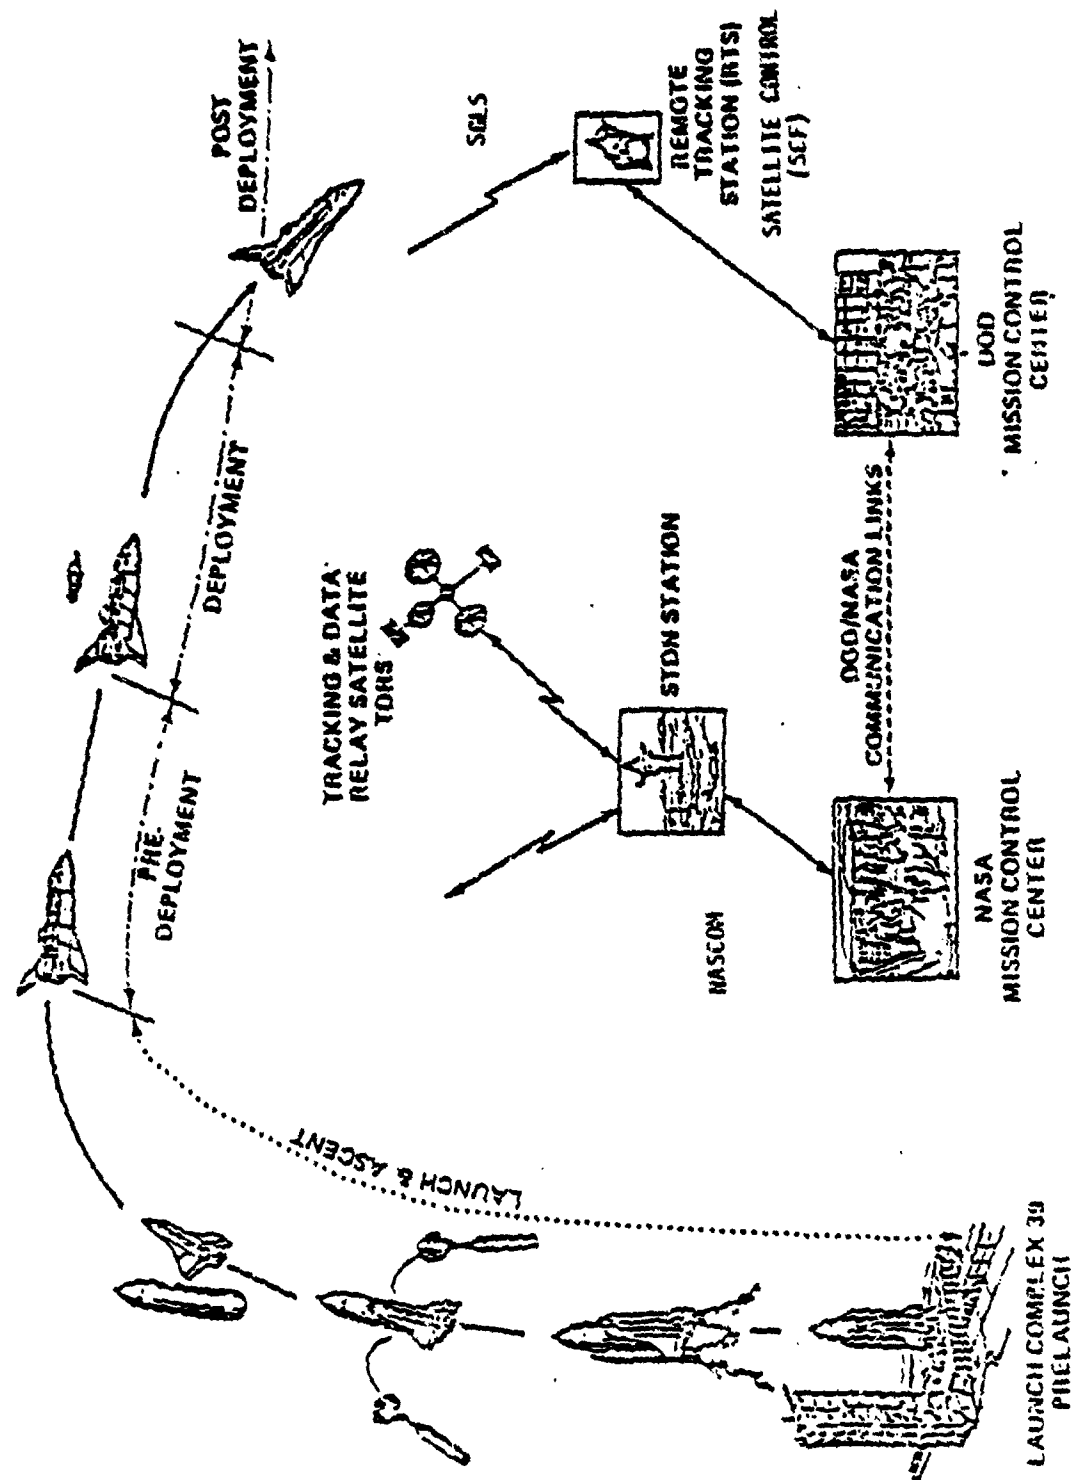 POST
DEPLOYMENT
DEPLOYMENT
PRE-
DEPLOYMENT
LAUNCH & ASCENT
TRACKING & DATA
RELAY SATELLITE
TDRS
SGLS
REMOTE
TRACKING
STATION (RTS)
SATELLITE CONTROL
(SCF)
STDN STATION
NASCOM
DOD/NASA
COMMUNICATION LINKS
DOD
MISSION CONTROL
CENTER
NASA
MISSION CONTROL
CENTER
LAUNCH COMPLEX 39
PRELAUNCH